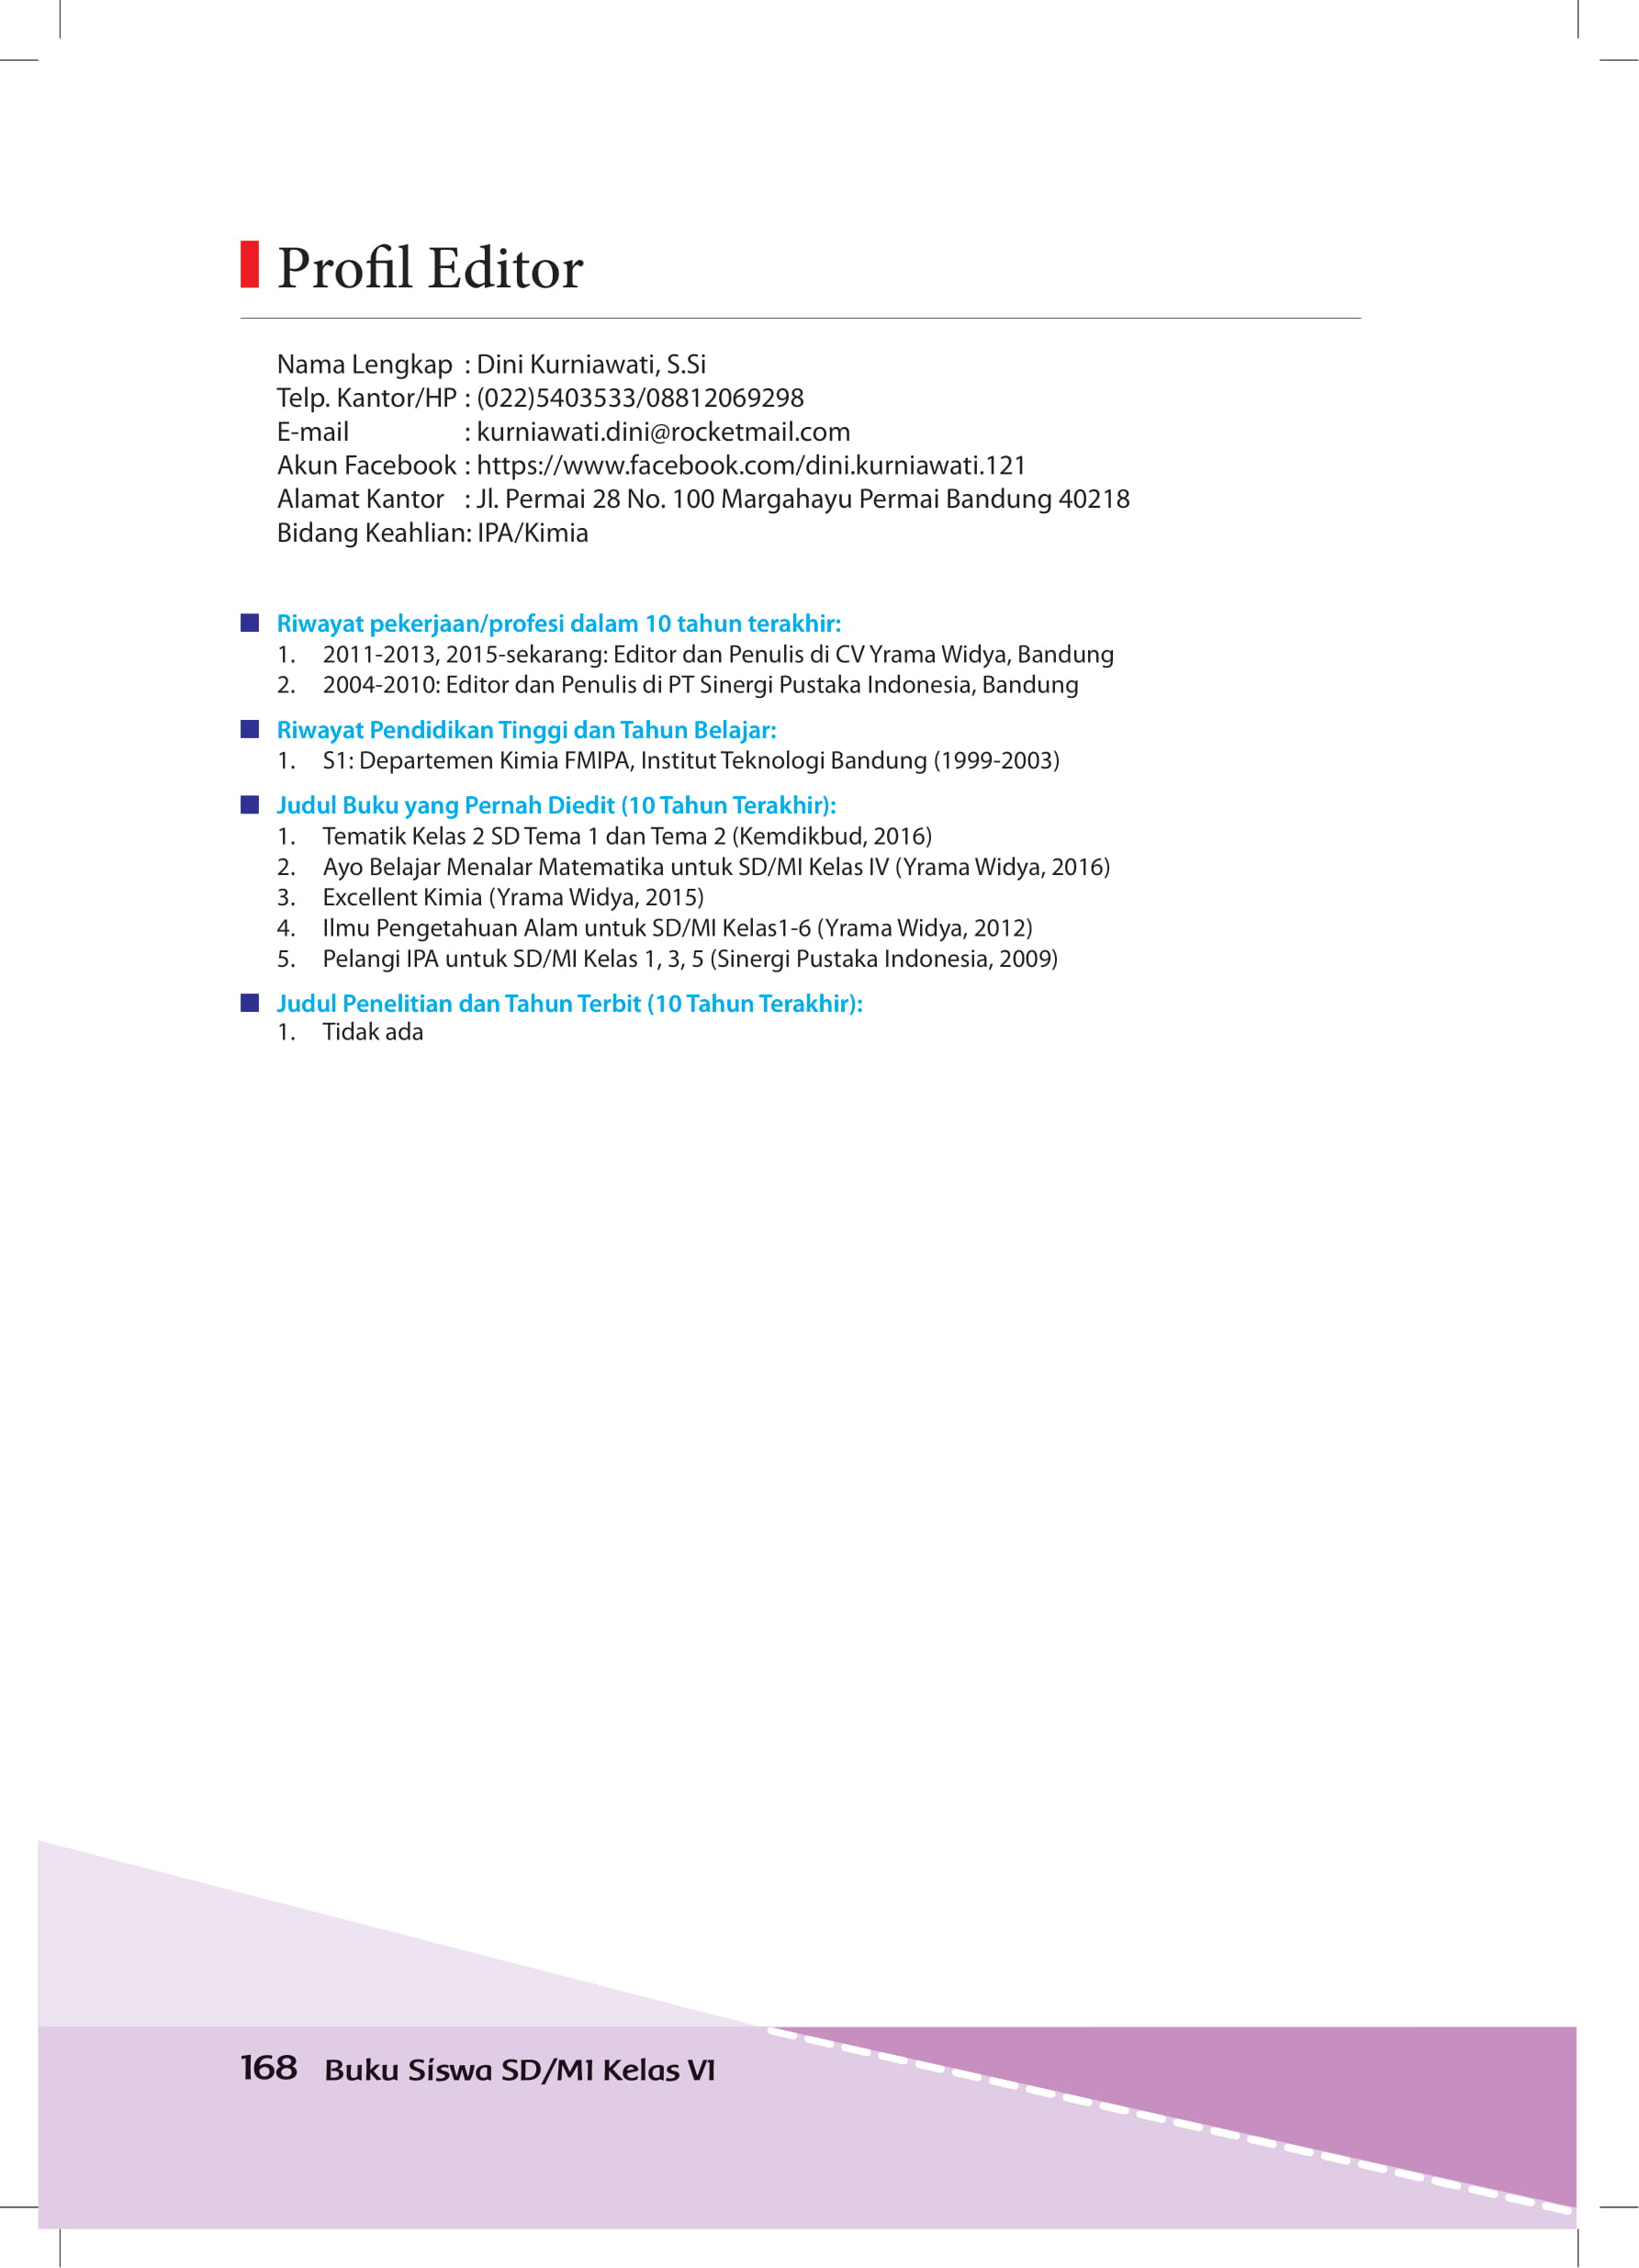 Profil Editor
Nama Lengkap : Dini Kurniawati, S.Si
Telp. Kantor/HP : (022)5403533/08812069298
E-mail : kurniawati.dini@rocketmail.com
Akun Facebook : https://www.facebook.com/dini.kurniawati.121
Alamat Kantor : Jl. Permai 28 No. 100 Margahayu Permai Bandung 40218
Bidang Keahlian: IPA/Kimia
Riwayat pekerjaan/profesi dalam 10 tahun terakhir:
1. 2011-2013, 2015-sekarang: Editor dan Penulis di CV Yrama Widya, Bandung
2. 2004-2010: Editor dan Penulis di PT Sinergi Pustaka Indonesia, Bandung
Riwayat Pendidikan Tinggi dan Tahun Belajar:
1. S1: Departemen Kimia FMIPA, Institut Teknologi Bandung (1999-2003)
Judul Buku yang Pernah Diedit (10 Tahun Terakhir):
1. Tematik Kelas 2 SD Tema 1 dan Tema 2 (Kemdikbud, 2016)
2. Ayo Belajar Menalar Matematika untuk SD/MI Kelas IV (Yrama Widya, 2016)
3. Excellent Kimia (Yrama Widya, 2015)
4. Ilmu Pengetahuan Alam untuk SD/MI Kelas1-6 (Yrama Widya, 2012)
5. Pelangi IPA untuk SD/MI Kelas 1, 3, 5 (Sinergi Pustaka Indonesia, 2009)
Judul Penelitian dan Tahun Terbit (10 Tahun Terakhir):
1. Tidak ada
168 Buku Siswa SD/MI Kelas VI